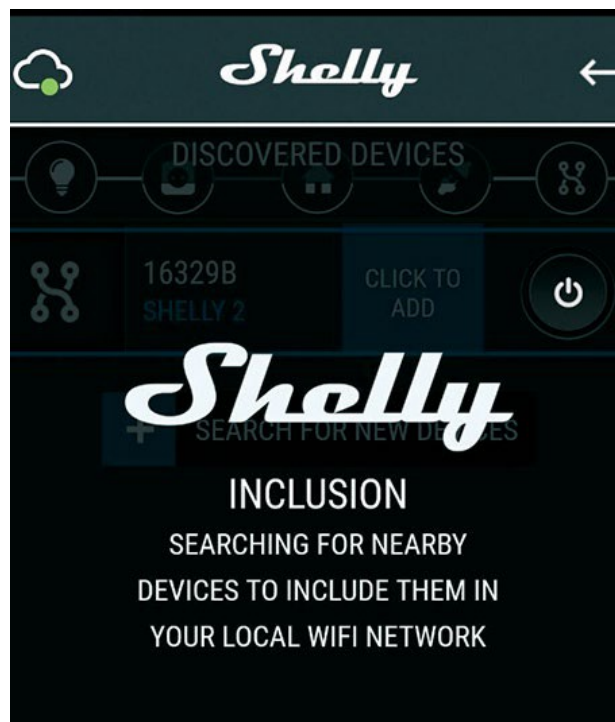 Shelly
DISCOVERED DEVICES
16329B
SHELLY 2
CLICK TO
ADD
Shelly
+ SEARCH FOR NEW DEVICES
INCLUSION
SEARCHING FOR NEARBY
DEVICES TO INCLUDE THEM IN
YOUR LOCAL WIFI NETWORK